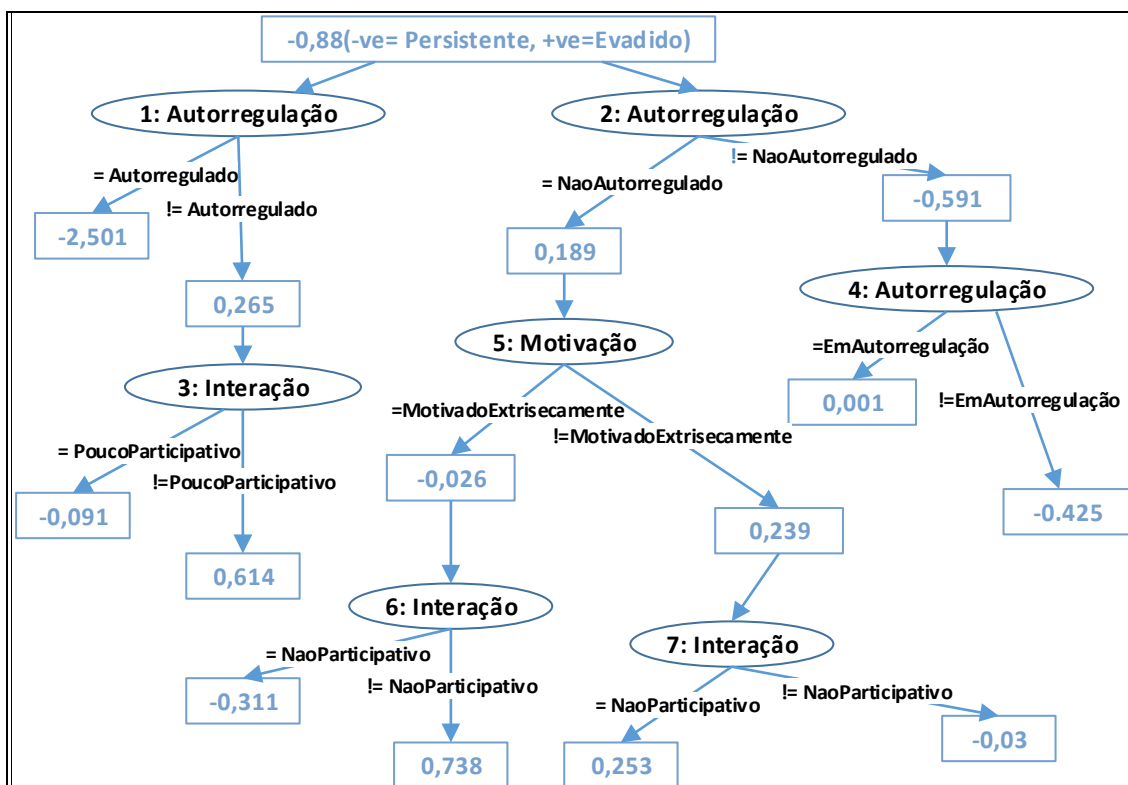 -0,88(-ve= Persistente, +ve=Evadido)
1: Autorregulação
2: Autorregulação
= Autorregulado
!= Autorregulado
= NaoAutorregulado
!= NaoAutorregulado
-2,501
-0,591
0,189
0,265
4: Autorregulação
5: Motivação
3: Interação
=EmAutorregulação
!=EmAutorregulação
0,001
=MotivadoExtrisecamente
!=MotivadoExtrisecamente
= PoucoParticipativo
!=PoucoParticipativo
-0,026
-0,091
-0.425
0,239
0,614
6: Interação
7: Interação
= NaoParticipativo
!= NaoParticipativo
= NaoParticipativo
!= NaoParticipativo
-0,311
-0,03
0,738
0,253